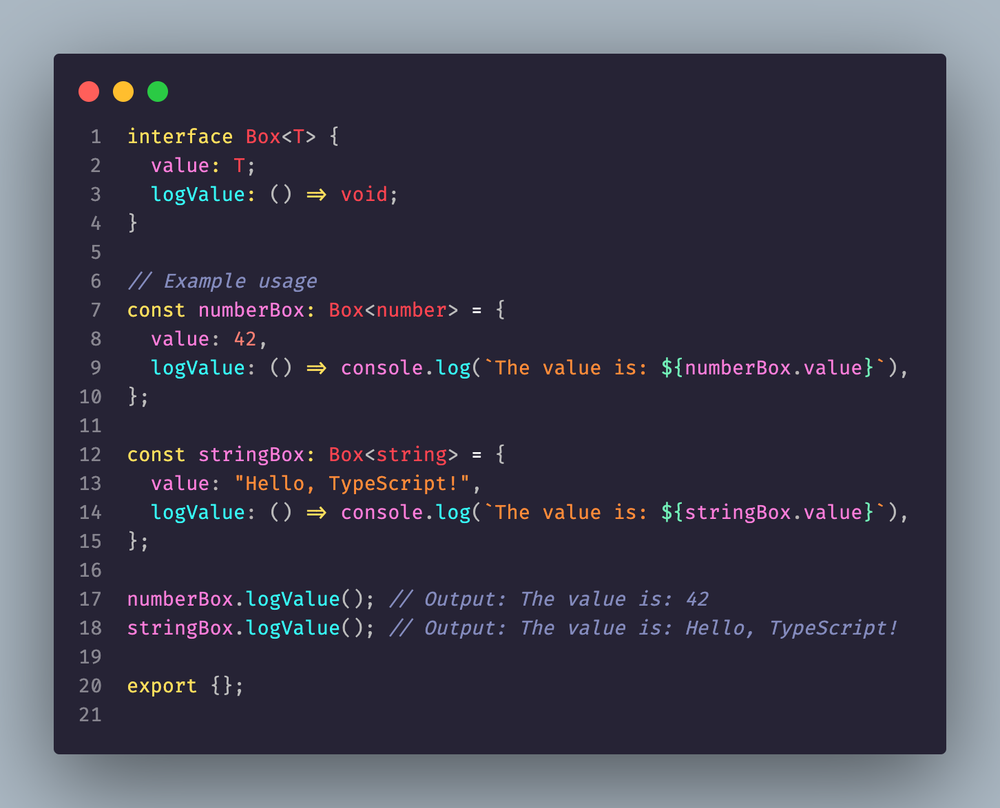 1 interface Box<T> {
2   value: T;
3   logValue: () => void;
4 }
5
6 // Example usage
7 const numberBox: Box<number> = {
8   value: 42,
9   logValue: () => console.log(`The value is: ${numberBox.value}`),
10 };
11
12 const stringBox: Box<string> = {
13   value: "Hello, TypeScript!",
14   logValue: () => console.log(`The value is: ${stringBox.value}`),
15 };
16
17 numberBox.logValue(); // Output: The value is: 42
18 stringBox.logValue(); // Output: The value is: Hello, TypeScript!
19
20 export {};
21